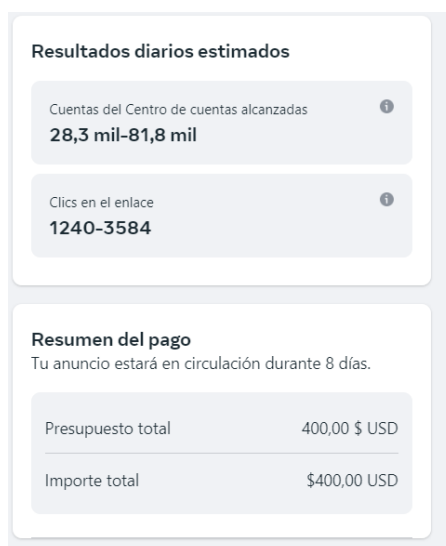 Resultados diarios estimados
Cuentas del Centro de cuentas alcanzadas
28,3 mil-81,8 mil
Clics en el enlace
1240-3584
Resumen del pago
Tu anuncio estará en circulación durante 8 días.
Presupuesto total 400,00 $ USD
Importe total $400,00 USD